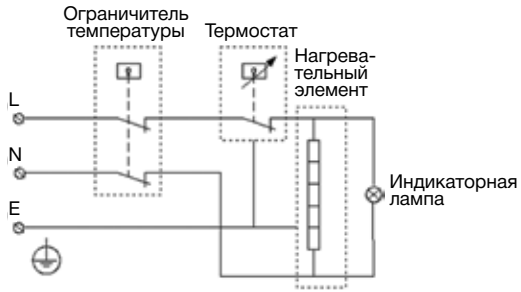 Ограничитель
температуры
Термостат
Нагрева-
тельный
элемент
L
N
E
Индикаторная
лампа